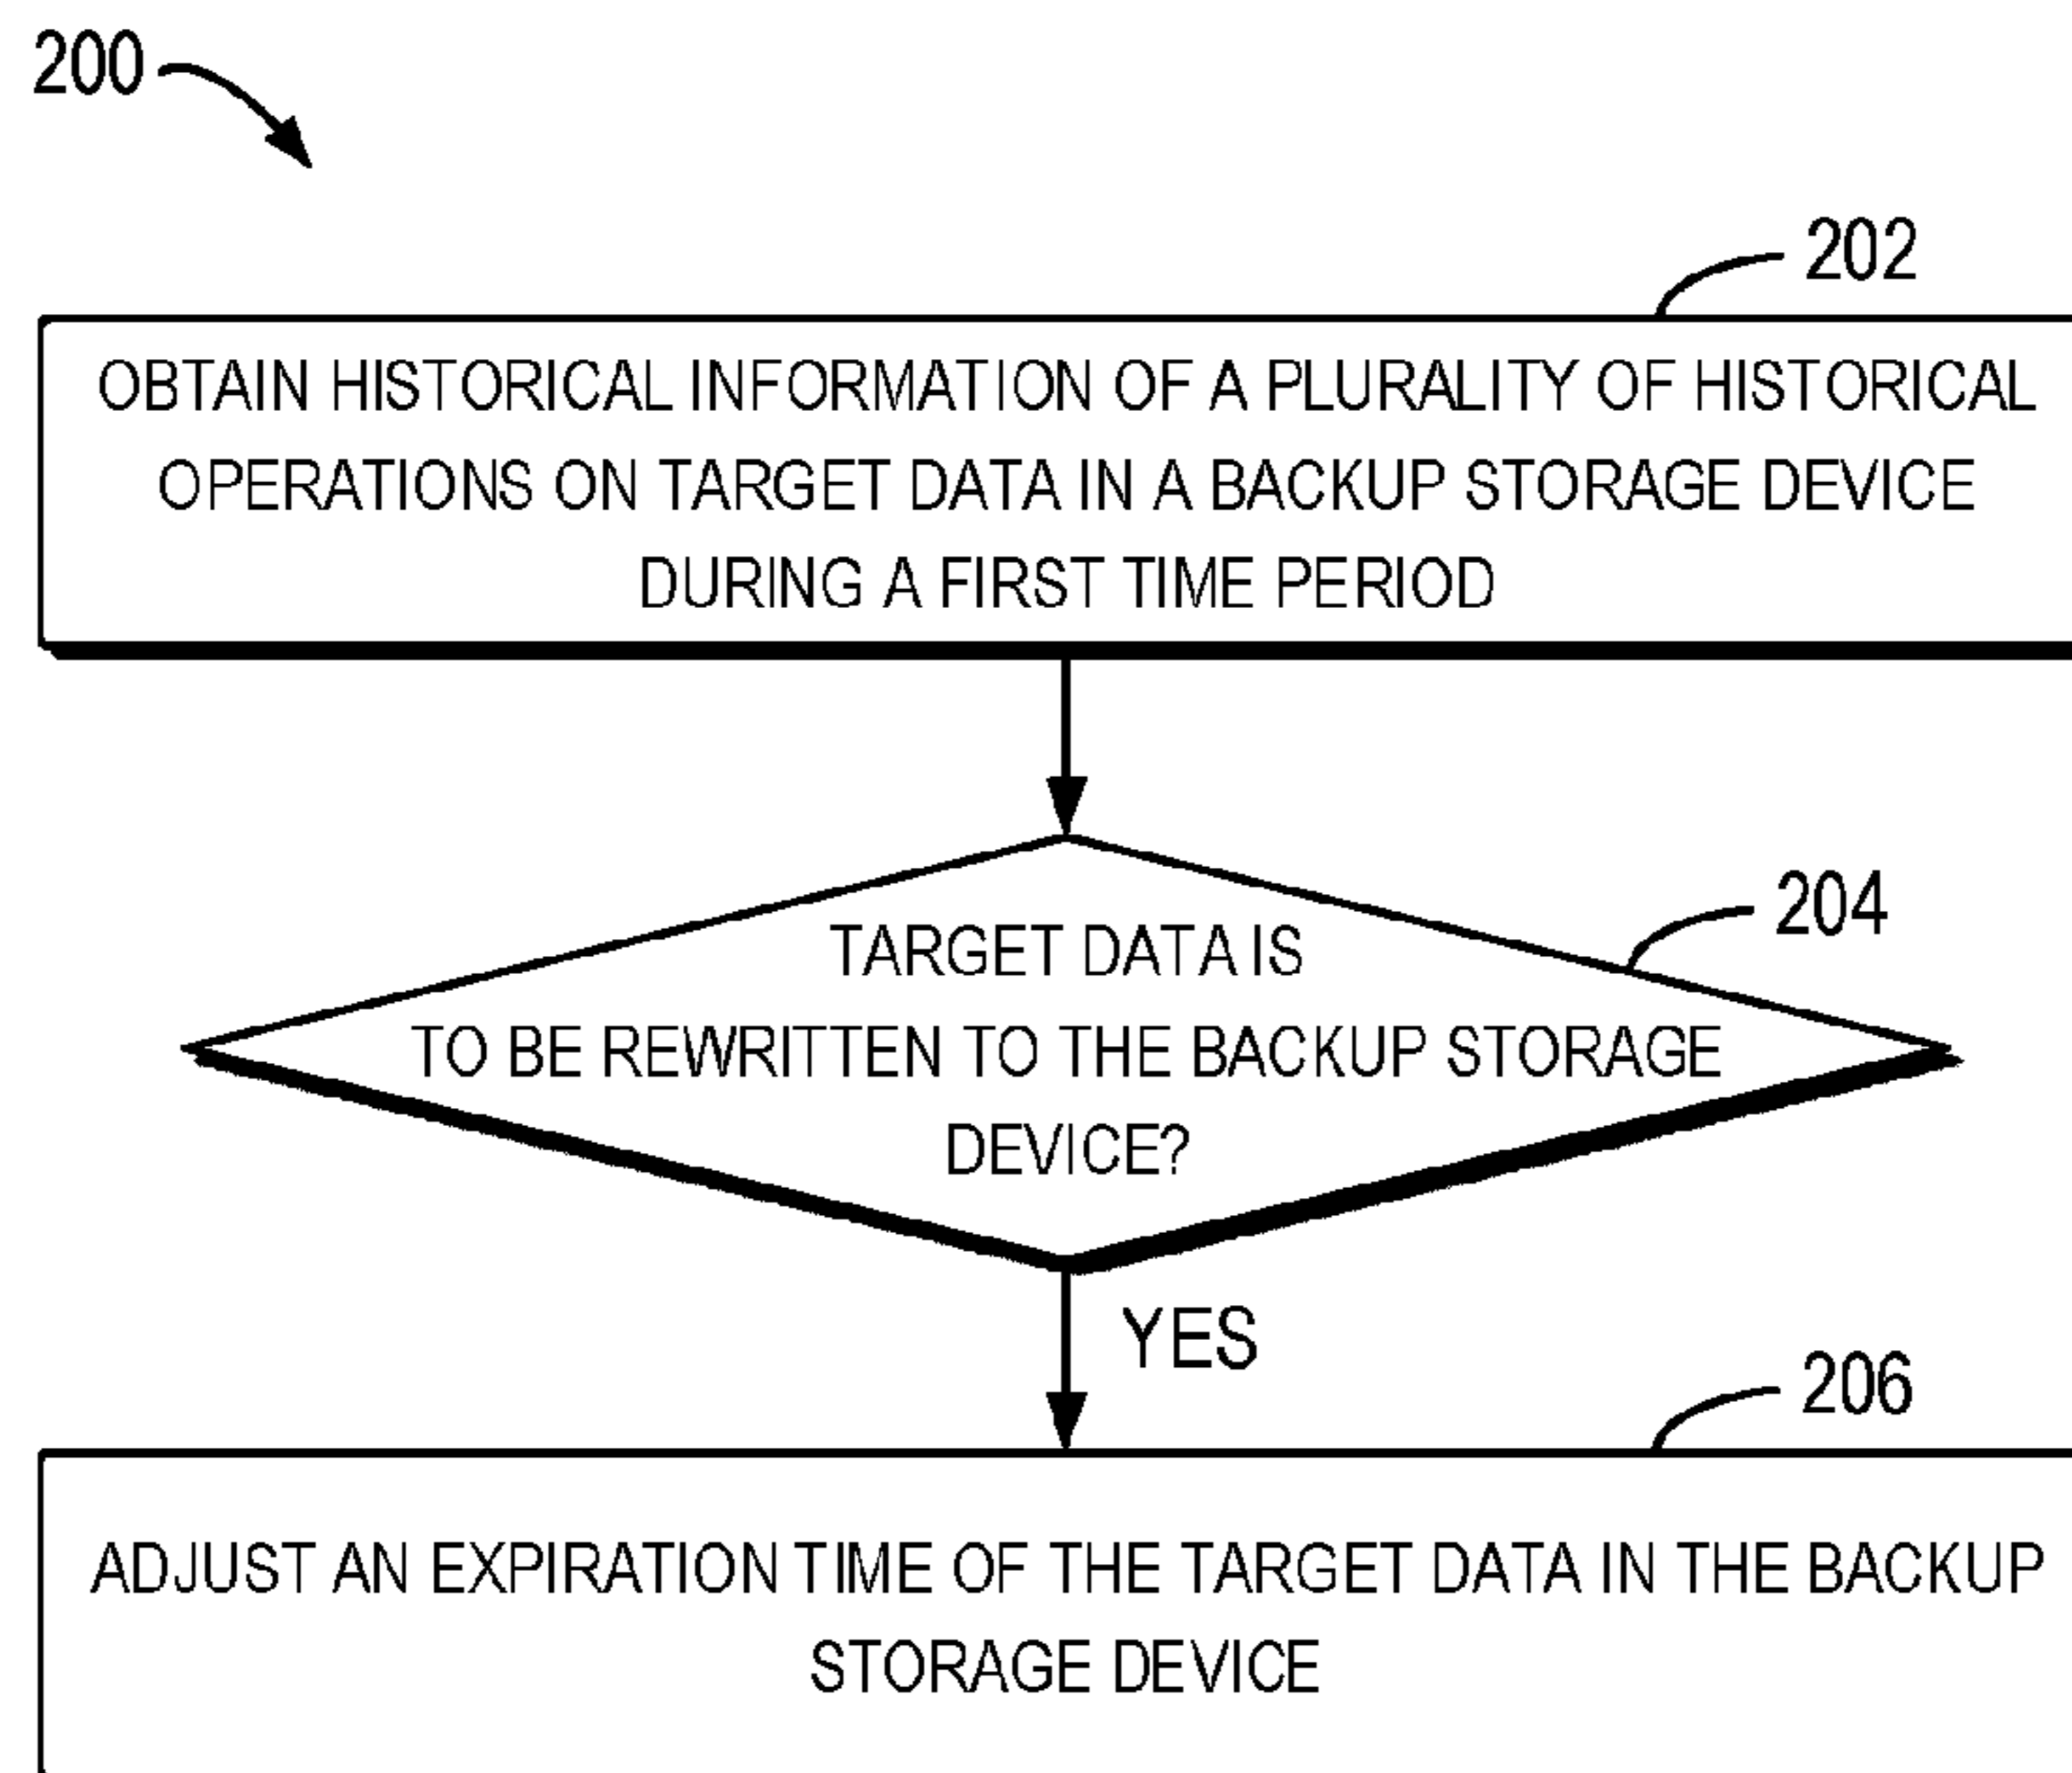 200
202
OBTAIN HISTORICAL INFORMATION OF A PLURALITY OF HISTORICAL
OPERATIONS ON TARGET DATA IN A BACKUP STORAGE DEVICE
DURING A FIRST TIME PERIOD
204
TARGET DATA IS
TO BE REWRITTEN TO THE BACKUP STORAGE
DEVICE?
YES
206
ADJUST AN EXPIRATION TIME OF THE TARGET DATA IN THE BACKUP
STORAGE DEVICE